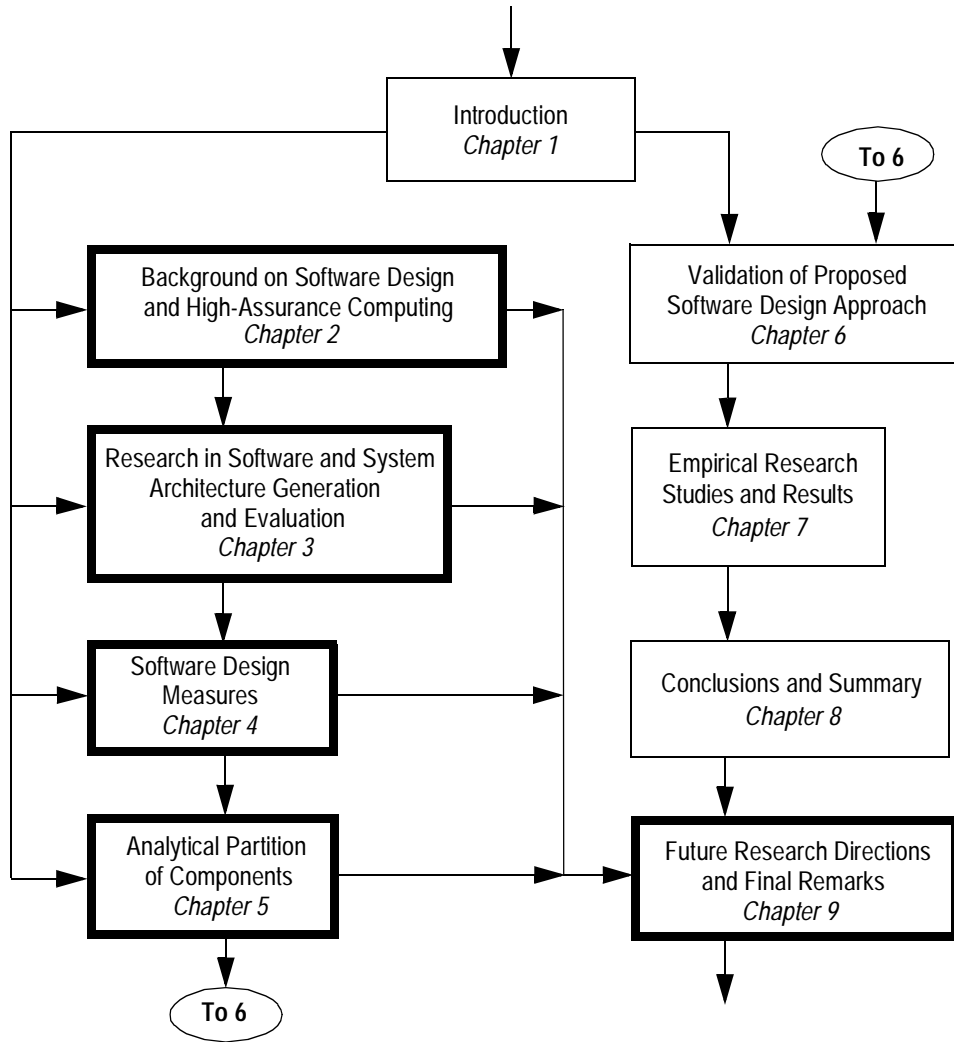 Introduction
Chapter 1
To 6
Background on Software Design
and High-Assurance Computing
Chapter 2
Validation of Proposed
Software Design Approach
Chapter 6
Research in Software and System
Architecture Generation
and Evaluation
Chapter 3
Empirical Research
Studies and Results
Chapter 7
Software Design
Measures
Chapter 4
Conclusions and Summary
Chapter 8
Analytical Partition
of Components
Chapter 5
Future Research Directions
and Final Remarks
Chapter 9
To 6